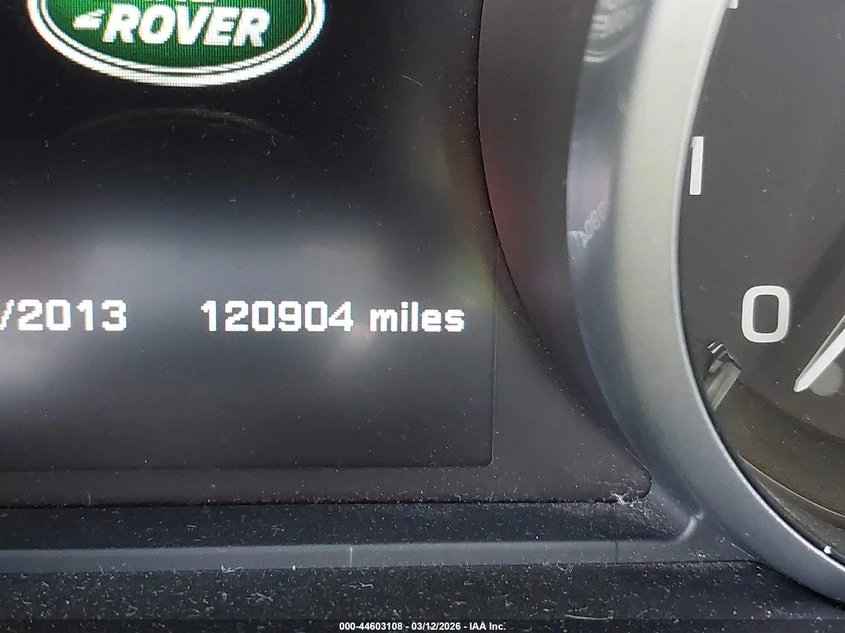 ROVER
1
/2013 120904 miles
0
000-44603108 - 03/12/2026 - IAA Inc.